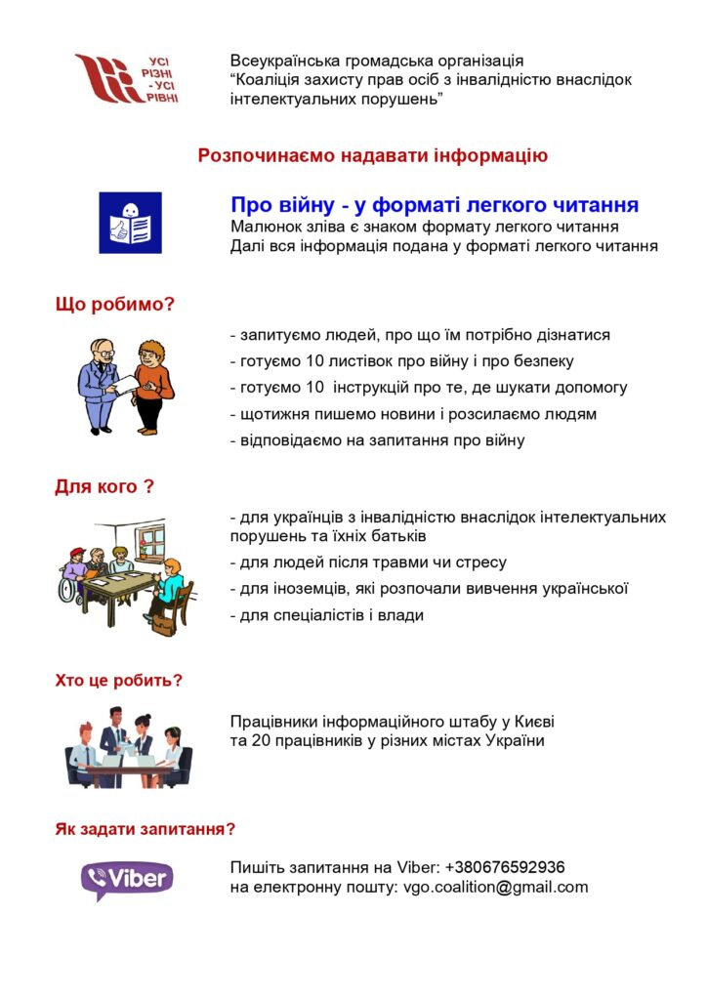 УСІ
РІЗНІ
- УСІ
РІВНІ
Всеукраїнська громадська організація
“Коаліція захисту прав осіб з інвалідністю внаслідок
інтелектуальних порушень”
Розпочинаємо надавати інформацію
Про війну - у форматі легкого читання
Малюнок зліва є знаком формату легкого читання
Далі вся інформація подана у форматі легкого читання
Що робимо?
- запитуємо людей, про що їм потрібно дізнатися
- готуємо 10 листівок про війну і про безпеку
- готуємо 10  інструкцій про те, де шукати допомогу
- щотижня пишемо новини і розсилаємо людям
- відповідаємо на запитання про війну
Для кого ?
- для українців з інвалідністю внаслідок інтелектуальних
порушень та їхніх батьків
- для людей після травми чи стресу
- для іноземців, які розпочали вивчення української
- для спеціалістів і влади
Хто це робить?
Працівники інформаційного штабу у Києві
та 20 працівників у різних містах України
Як задати запитання?
Viber
Пишіть запитання на Viber: +380676592936
на електронну пошту: vgo.coalition@gmail.com